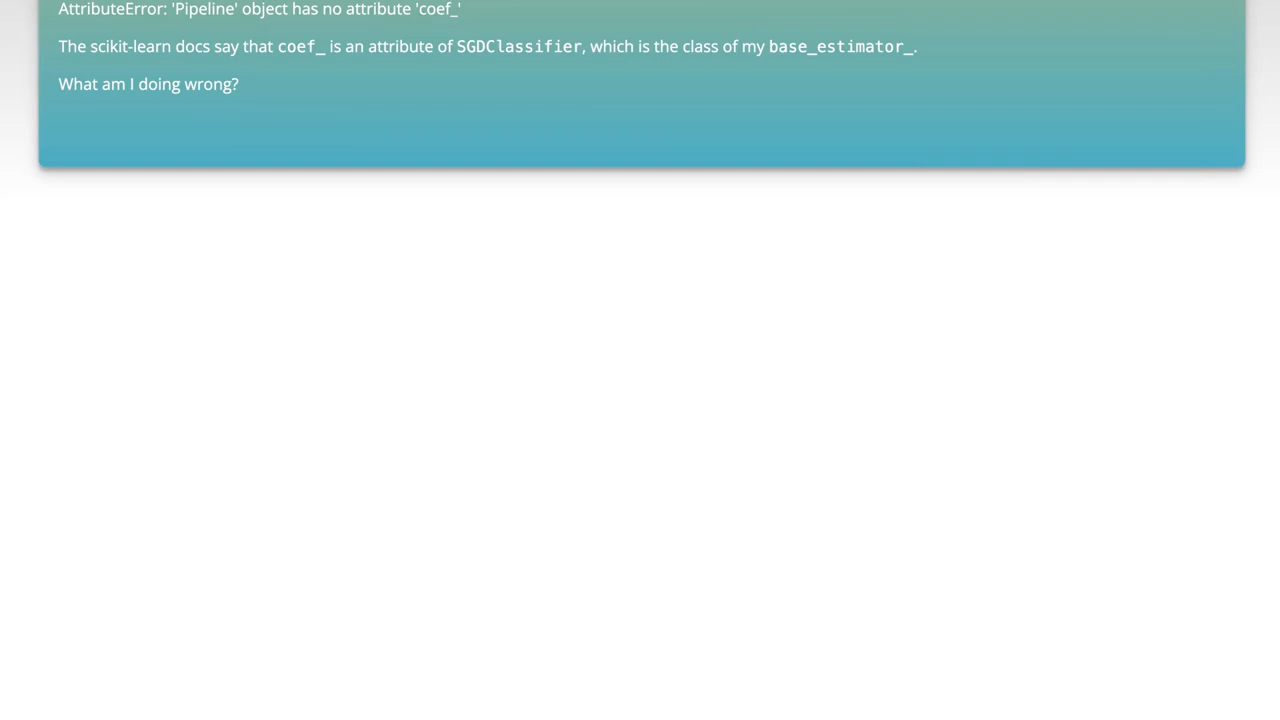 AttributeError: 'Pipeline' object has no attribute 'coef_'
The scikit-learn docs say that coef_ is an attribute of SGDClassifier, which is the class of my base_estimator_.
What am I doing wrong?